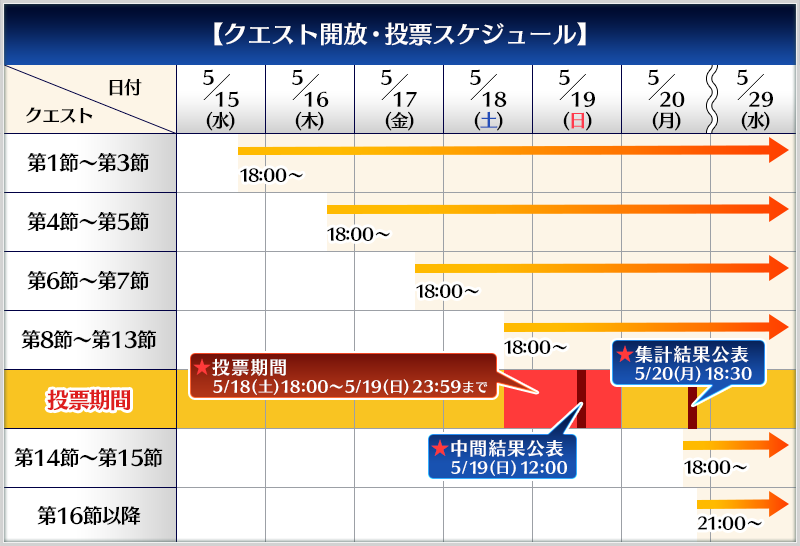 【クエスト開放・投票スケジュール】
日付
クエスト
5/15
(水)
5/16
(木)
5/17
(金)
5/18
(土)
5/19
(日)
5/20
(月)
5/29
(水)
第1節～第3節
18:00～
第4節～第5節
18:00～
第6節～第7節
18:00～
第8節～第13節
18:00～
投票期間
★投票期間
5/18(土)18:00～5/19(日) 23:59まで
★集計結果公表
5/20(月) 18:30
★中間結果公表
5/19(日) 12:00
第14節～第15節
18:00～
第16節以降
21:00～